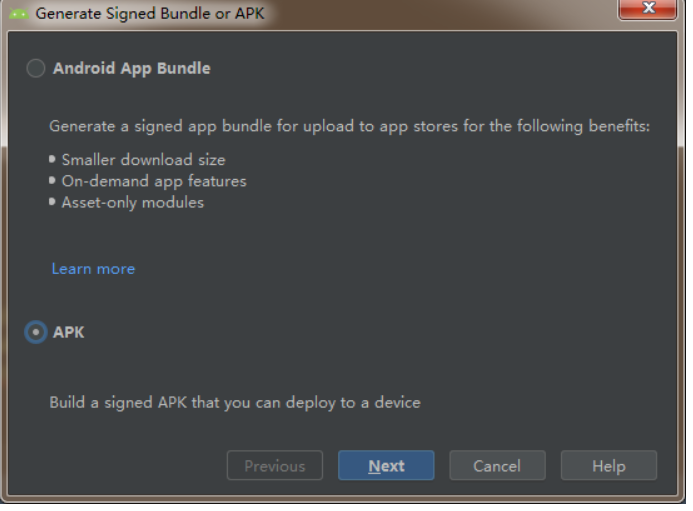 Generate Signed Bundle or APK
Android App Bundle
Generate a signed app bundle for upload to app stores for the following benefits:
Smaller download size
On-demand app features
Asset-only modules
Learn more
APK
Build a signed APK that you can deploy to a device
Previous Next Cancel Help